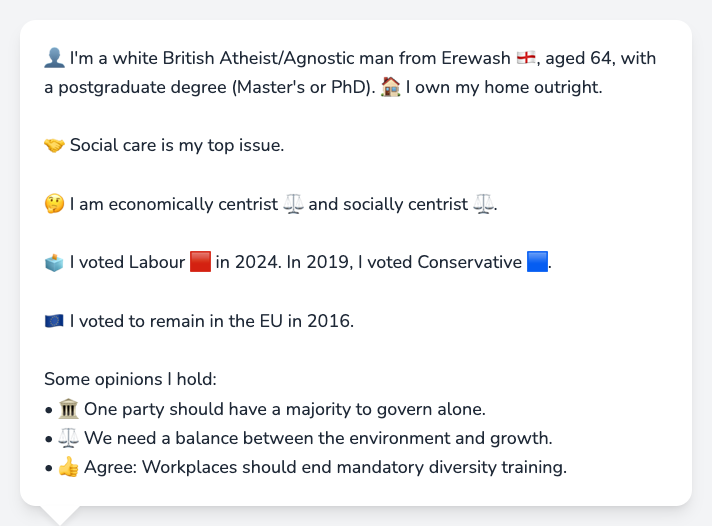 👤 I'm a white British Atheist/Agnostic man from Erewash 🏴󠁧󠁢󠁥󠁮󠁧󠁿, aged 64, with
a postgraduate degree (Master's or PhD). 🏠 I own my home outright.
🤝 Social care is my top issue.
🤔 I am economically centrist ⚖️ and socially centrist ⚖️.
🗳️ I voted Labour 🟥 in 2024. In 2019, I voted Conservative 🟦.
🇪🇺 I voted to remain in the EU in 2016.
Some opinions I hold:
• 🏛️ One party should have a majority to govern alone.
• ⚖️ We need a balance between the environment and growth.
• 👍 Agree: Workplaces should end mandatory diversity training.